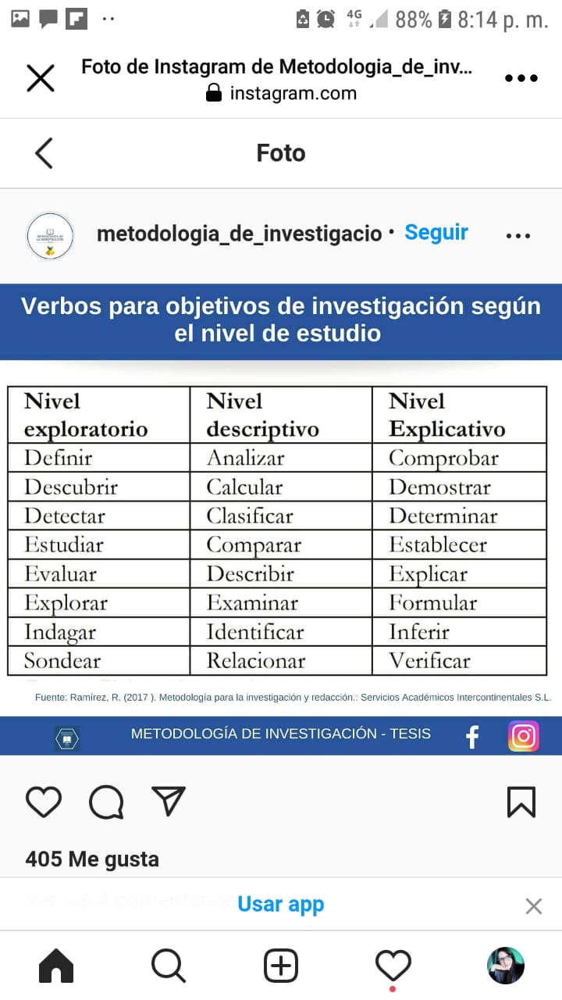 4G 88% 8:14 p. m.
Foto de Instagram de Metodologia_de_inv...
instagram.com
Foto
metodologia_de_investigacio • Seguir
Verbos para objetivos de investigación según
el nivel de estudio
Nivel exploratorio Nivel descriptivo Nivel Explicativo
Definir Analizar Comprobar
Descubrir Calcular Demostrar
Detectar Clasificar Determinar
Estudiar Comparar Establecer
Evaluar Describir Explicar
Explorar Examinar Formular
Indagar Identificar Inferir
Sondear Relacionar Verificar
Fuente: Ramírez, R. (2017 ). Metodología para la investigación y redacción.: Servicios Académicos Intercontinentales S.L.
METODOLOGÍA DE INVESTIGACIÓN - TESIS
405 Me gusta
Ver los 4 comentarios
Usar app